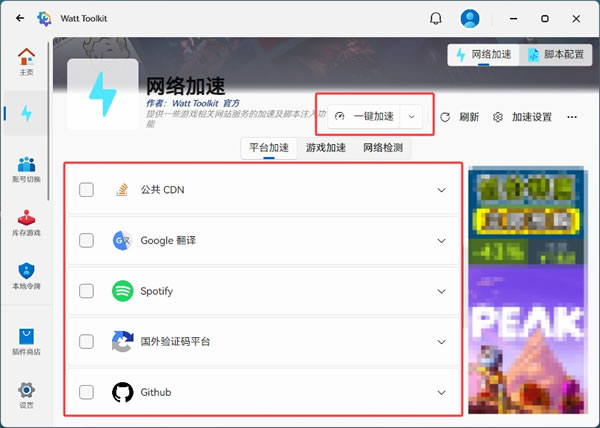 Watt Toolkit
网络加速
脚本配置
主页
网络加速
作者: Watt Toolkit 官方
提供一些游戏相关网站服务的加速及脚本注入功
能
一键加速
刷新
加速设置
平台加速
游戏加速
网络检测
账号切换
库存游戏
本地令牌
插件商店
设置
公共 CDN
Google 翻译
Spotify
国外验证码平台
Github
PEAK